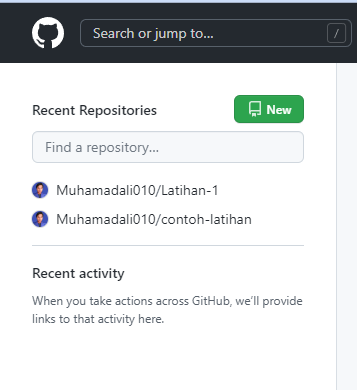 Search or jump to...
/
Recent Repositories
New
Find a repository...
Muhamadali010/Latihan-1
Muhamadali010/contoh-latihan
Recent activity
When you take actions across GitHub, we'll provide
links to that activity here.